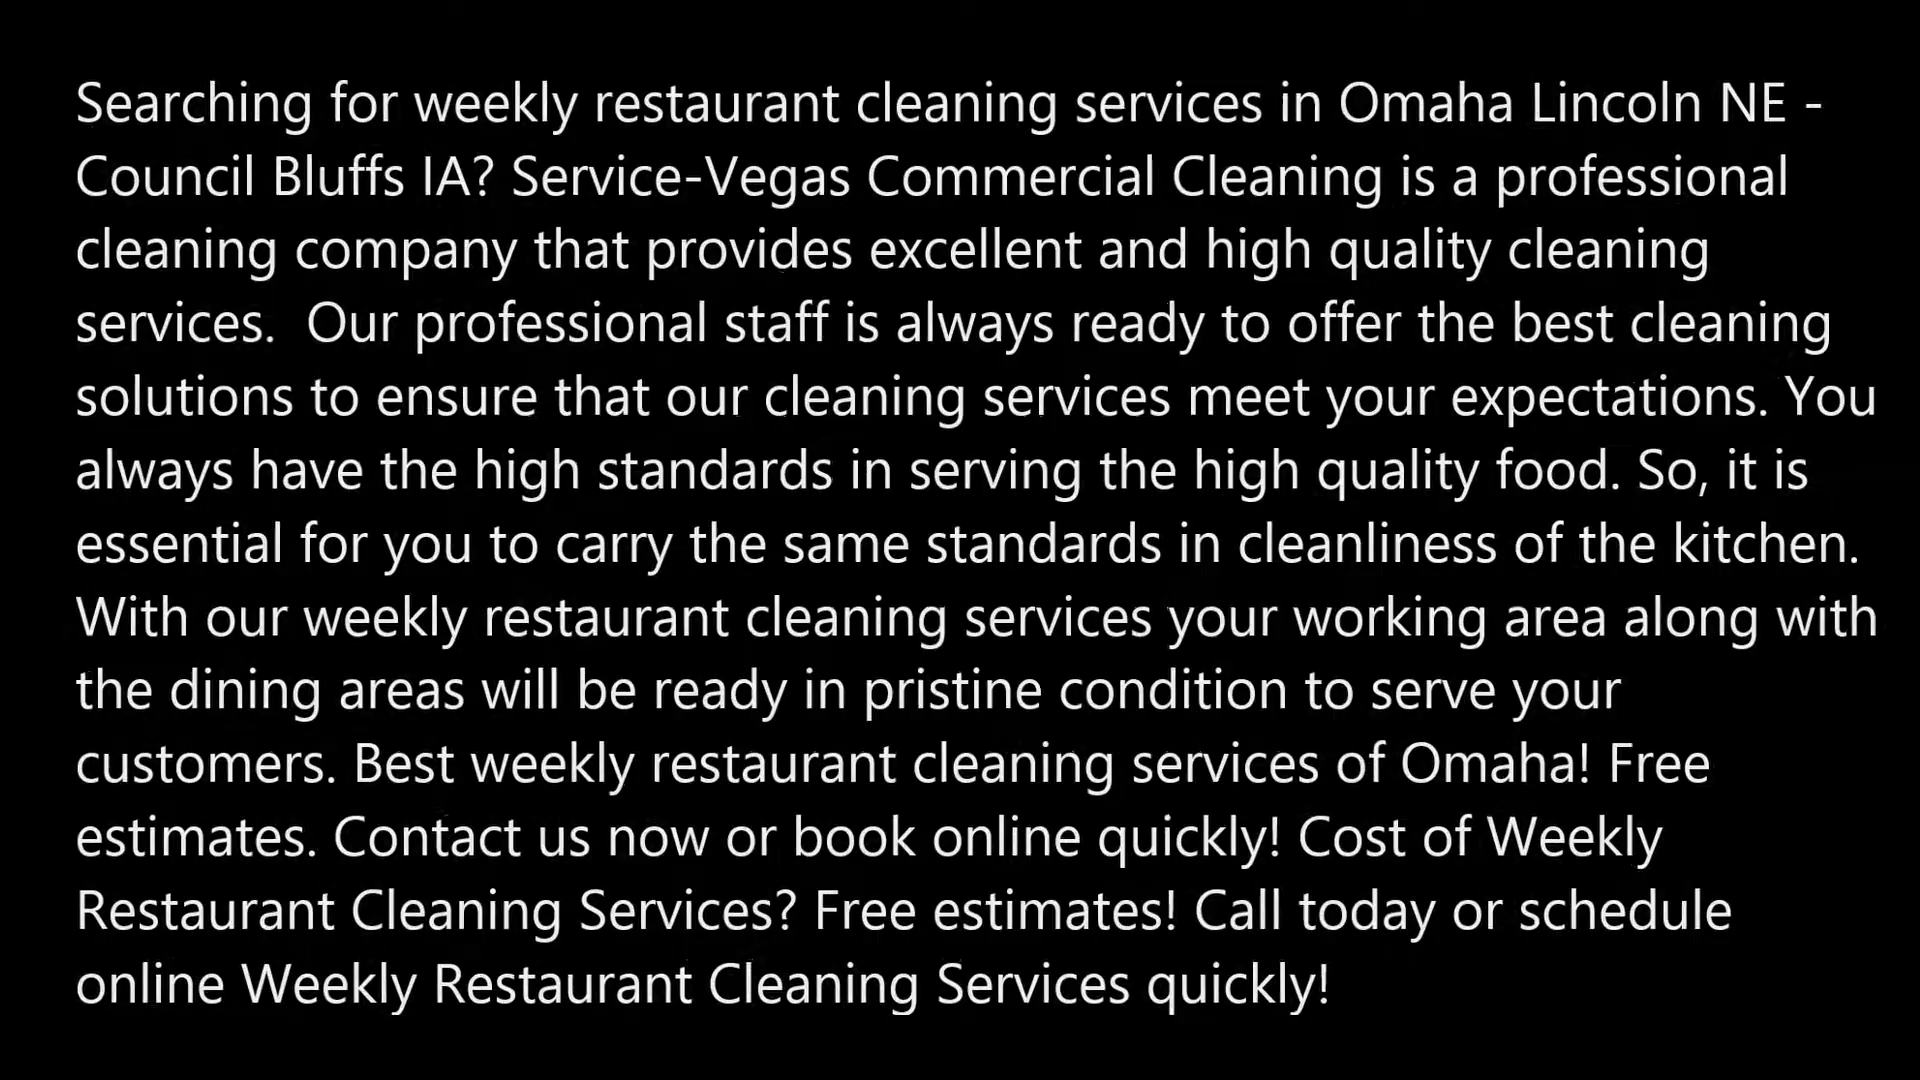 Searching for weekly restaurant cleaning services in Omaha Lincoln NE -
Council Bluffs IA? Service-Vegas Commercial Cleaning is a professional
cleaning company that provides excellent and high quality cleaning
services.  Our professional staff is always ready to offer the best cleaning
solutions to ensure that our cleaning services meet your expectations. You
always have the high standards in serving the high quality food. So, it is
essential for you to carry the same standards in cleanliness of the kitchen.
With our weekly restaurant cleaning services your working area along with
the dining areas will be ready in pristine condition to serve your
customers. Best weekly restaurant cleaning services of Omaha! Free
estimates. Contact us now or book online quickly! Cost of Weekly
Restaurant Cleaning Services? Free estimates! Call today or schedule
online Weekly Restaurant Cleaning Services quickly!